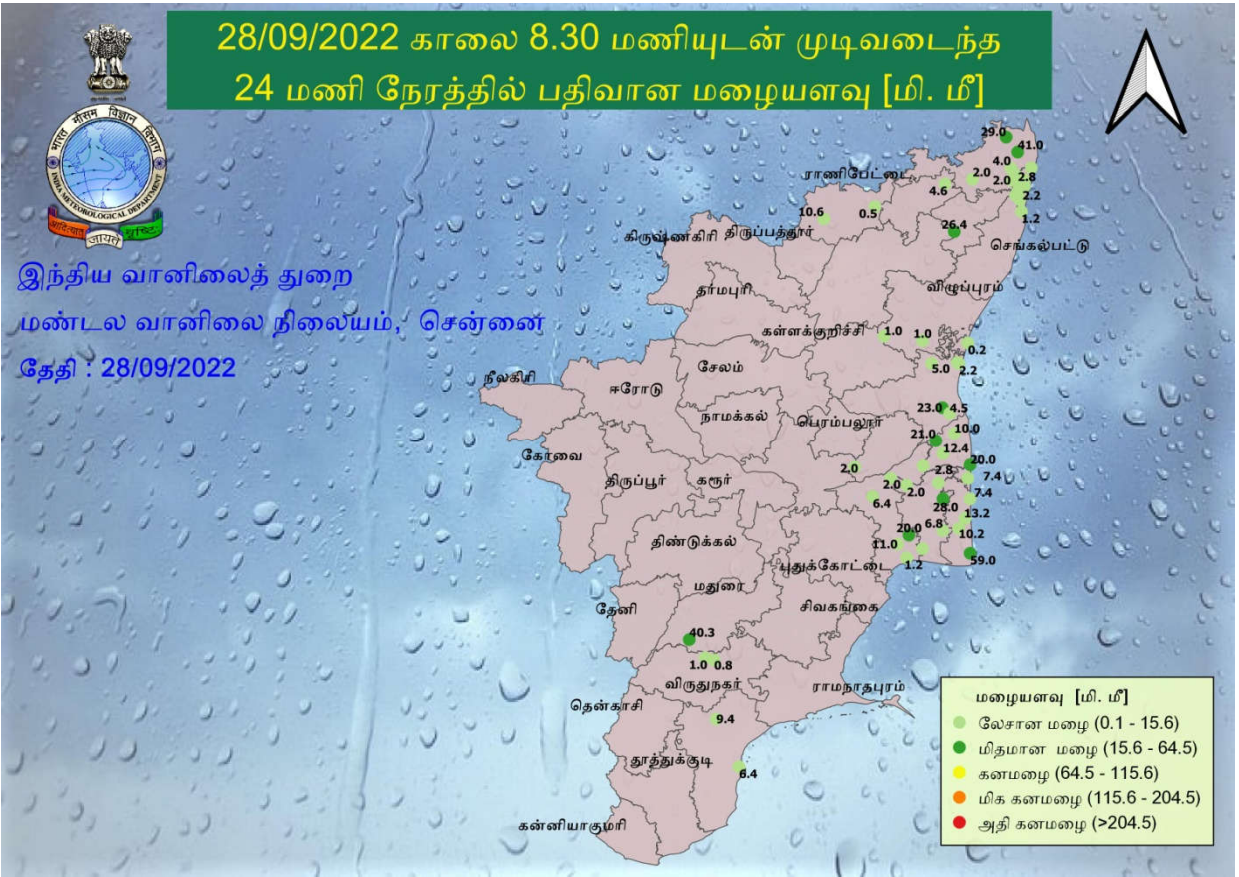 28/09/2022 காலை 8.30 மணியுடன் முடிவடைந்த
24 மணி நேரத்தில் பதிவான மழையளவு [மி. மீ]
भारत मौसम विज्ञान विभाग
INDIA METEOROLOGICAL DEPARTMENT
आदित्यात् जायते वृष्टिः
இந்திய வானிலைத் துறை
மண்டல வானிலை நிலையம், சென்னை
தேதி : 28/09/2022
29.0
41.0
4.0
ராணிபேட்டை
2.0
2.0
2.8
4.6
2.2
10.6
0.5
1.2
கிருஷ்ணகிரி
திருப்பத்தூர்
26.4
செங்கல்பட்டு
தர்மபுரி
விழுப்புரம்
கள்ளக்குறிச்சி
1.0
1.0
0.2
நீலகிரி
சேலம்
5.0
2.2
ஈரோடு
நாமக்கல்
பெரம்பலூர்
23.0
4.5
10.0
21.0
12.4
கோவை
திருப்பூர்
கரூர்
2.0
2.8
20.0
7.4
2.0
2.0
7.4
6.4
28.0
13.2
திண்டுக்கல்
20.0
6.8
10.2
11.0
புதுக்கோட்டை
1.2
59.0
மதுரை
தேனி
சிவகங்கை
40.3
1.0
0.8
விருதுநகர்
ராமநாதபுரம்
தென்காசி
9.4
தூத்துக்குடி
6.4
கன்னியாகுமரி
மழையளவு [மி. மீ]
லேசான மழை (0.1 - 15.6)
மிதமான மழை (15.6 - 64.5)
கனமழை (64.5 - 115.6)
மிக கனமழை (115.6 - 204.5)
அதி கனமழை (>204.5)